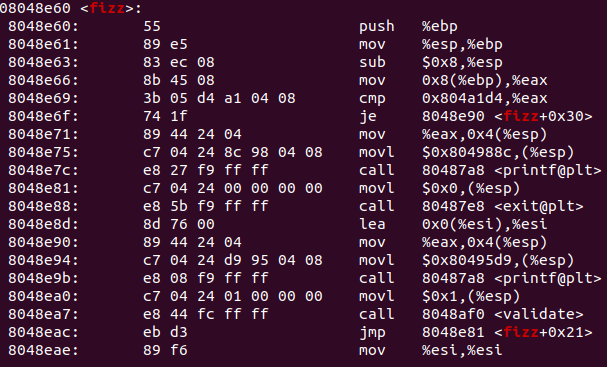 08048e60 <fizz>:
8048e60: 55 push %ebp
8048e61: 89 e5 mov %esp,%ebp
8048e63: 83 ec 08 sub $0x8,%esp
8048e66: 8b 45 08 mov 0x8(%ebp),%eax
8048e69: 3b 05 d4 a1 04 08 cmp 0x804a1d4,%eax
8048e6f: 74 1f je 8048e90 <fizz+0x30>
8048e71: 89 44 24 04 mov %eax,0x4(%esp)
8048e75: c7 04 24 8c 98 04 08 movl $0x804988c,(%esp)
8048e7c: e8 27 f9 ff ff call 80487a8 <printf@plt>
8048e81: c7 04 24 00 00 00 00 movl $0x0,(%esp)
8048e88: e8 5b f9 ff ff call 80487e8 <exit@plt>
8048e8d: 8d 76 00 lea 0x0(%esi),%esi
8048e90: 89 44 24 04 mov %eax,0x4(%esp)
8048e94: c7 04 24 d9 95 04 08 movl $0x80495d9,(%esp)
8048e9b: e8 08 f9 ff ff call 80487a8 <printf@plt>
8048ea0: c7 04 24 01 00 00 00 movl $0x1,(%esp)
8048ea7: e8 44 fc ff ff call 8048af0 <validate>
8048eac: eb d3 jmp 8048e81 <fizz+0x21>
8048eae: 89 f6 mov %esi,%esi